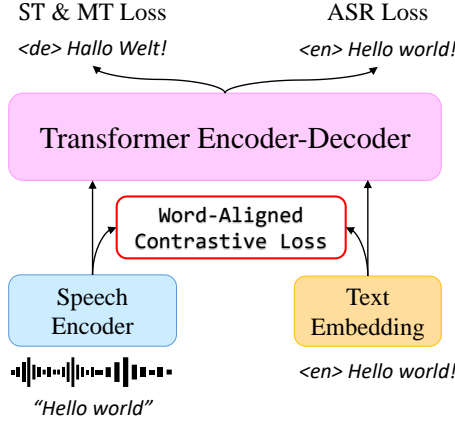 ST & MT Loss
ASR Loss
<de> Hallo Welt!
<en> Hello world!
Transformer Encoder-Decoder
Word-Aligned
Contrastive Loss
Speech
Encoder
Text
Embedding
<en> Hello world!
“Hello world”